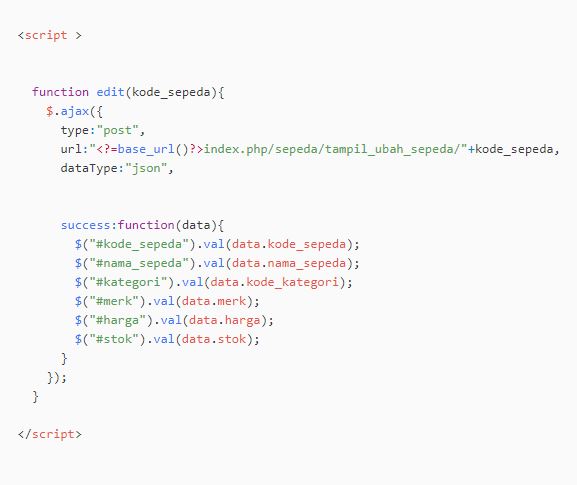 <script >
function edit(kode_sepeda){
$.ajax({
type:"post",
url:"<?=base_url()?>index.php/sepeda/tampil_ubah_sepeda/"+kode_sepeda,
dataType:"json",
success:function(data){
$("#kode_sepeda").val(data.kode_sepeda);
$("#nama_sepeda").val(data.nama_sepeda);
$("#kategori").val(data.kode_kategori);
$("#merk").val(data.merk);
$("#harga").val(data.harga);
$("#stok").val(data.stok);
}
});
}
</script>